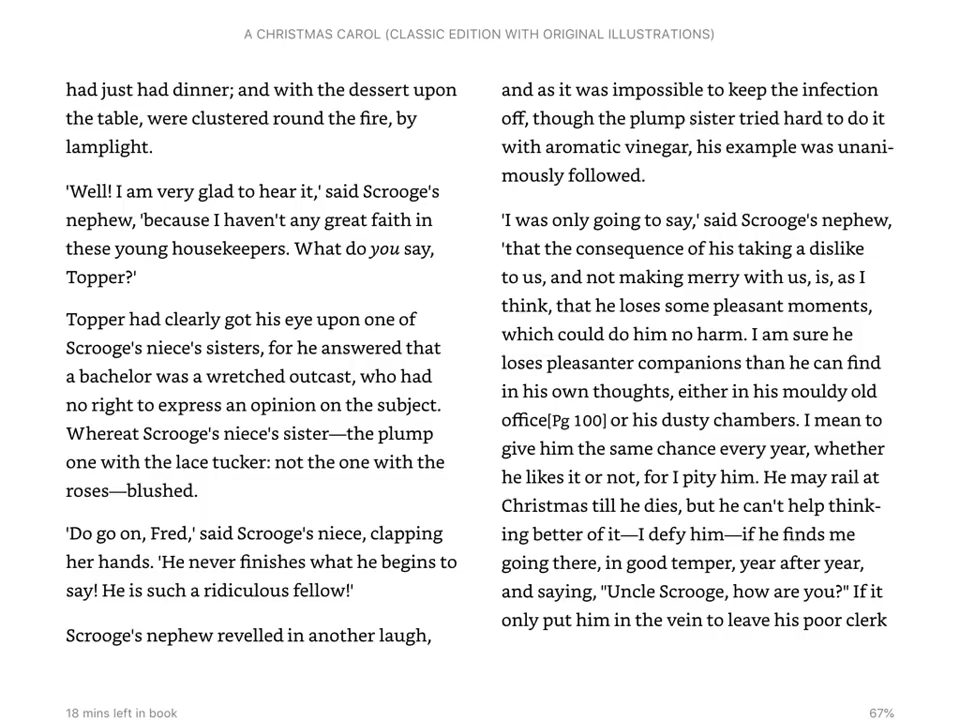 A CHRISTMAS CAROL (CLASSIC EDITION WITH ORIGINAL ILLUSTRATIONS)
had just had dinner; and with the dessert upon
the table, were clustered round the fire, by
lamplight.
'Well! I am very glad to hear it,' said Scrooge's
nephew, 'because I haven't any great faith in
these young housekeepers. What do you say,
Topper?'
Topper had clearly got his eye upon one of
Scrooge's niece's sisters, for he answered that
a bachelor was a wretched outcast, who had
no right to express an opinion on the subject.
Whereat Scrooge's niece's sister—the plump
one with the lace tucker: not the one with the
roses—blushed.
'Do go on, Fred,' said Scrooge's niece, clapping
her hands. 'He never finishes what he begins to
say! He is such a ridiculous fellow!'
Scrooge's nephew revelled in another laugh,
and as it was impossible to keep the infection
off, though the plump sister tried hard to do it
with aromatic vinegar, his example was unani-
mously followed.
'I was only going to say,' said Scrooge's nephew,
'that the consequence of his taking a dislike
to us, and not making merry with us, is, as I
think, that he loses some pleasant moments,
which could do him no harm. I am sure he
loses pleasanter companions than he can find
in his own thoughts, either in his mouldy old
office[Pg 100] or his dusty chambers. I mean to
give him the same chance every year, whether
he likes it or not, for I pity him. He may rail at
Christmas till he dies, but he can't help think-
ing better of it—I defy him—if he finds me
going there, in good temper, year after year,
and saying, "Uncle Scrooge, how are you?" If it
only put him in the vein to leave his poor clerk
18 mins left in book
67%